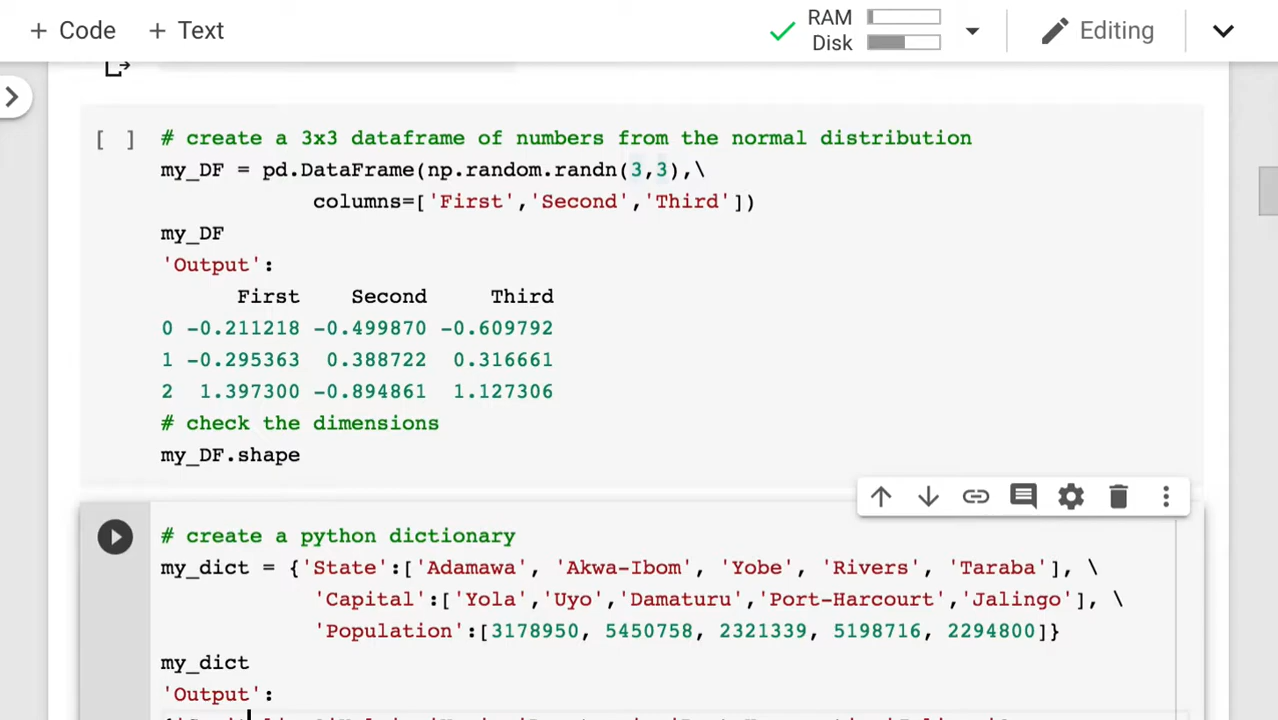 + Code + Text
RAM
Disk
Editing
[ ]
# create a 3x3 dataframe of numbers from the normal distribution
my_DF = pd.DataFrame(np.random.randn(3,3),\
columns=['First','Second','Third'])
my_DF
'Output':
First Second Third
0 -0.211218 -0.499870 -0.609792
1 -0.295363 0.388722 0.316661
2 1.397300 -0.894861 1.127306
# check the dimensions
my_DF.shape
# create a python dictionary
my_dict = {'State':['Adamawa', 'Akwa-Ibom', 'Yobe', 'Rivers', 'Taraba'], \
'Capital':['Yola','Uyo','Damaturu','Port-Harcourt','Jalingo'], \
'Population':[3178950, 5450758, 2321339, 5198716, 2294800]}
my_dict
'Output':